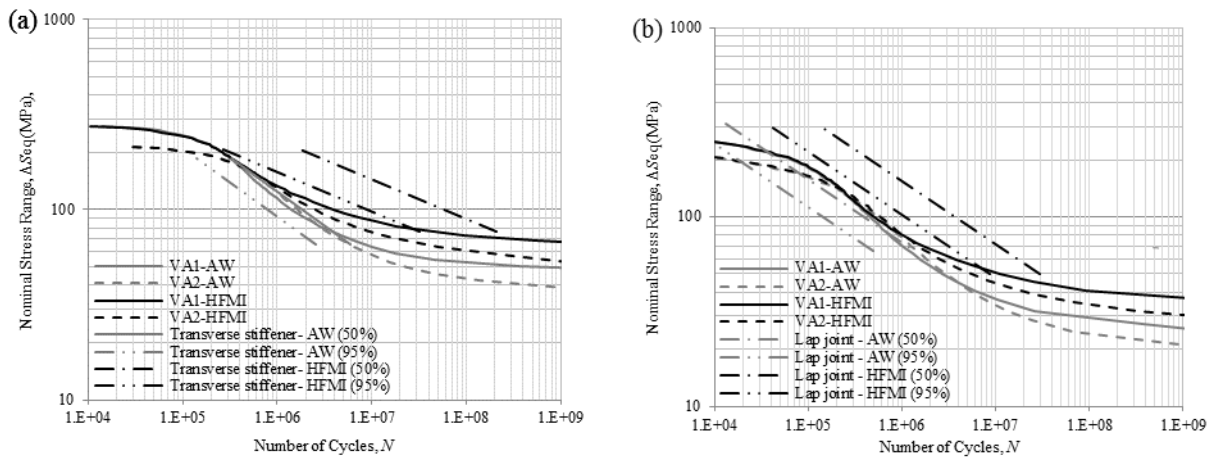 (a)
1000
100
10
Nominal Stress Range, ΔSeq(MPa),
VA1-AW
VA2-AW
VA1-HFMI
VA2-HFMI
Transverse stiffener- AW (50%)
Transverse stiffener- AW (95%)
Transverse stiffener- HFMI (50%)
Transverse stiffener- HFMI (95%)
1.E+04 1.E+05 1.E+06 1.E+07 1.E+08 1.E+09
Number of Cycles, N
(b)
1000
100
10
Nominal Stress Range, ΔSeq(MPa)
VA1-AW
VA2-AW
VA1-HFMI
VA2-HFMI
Lap joint - AW (50%)
Lap joint - AW (95%)
Lap joint - HFMI (50%)
Lap joint - HFMI (95%)
1.E+04 1.E+05 1.E+06 1.E+07 1.E+08 1.E+09
Number of Cycles, N